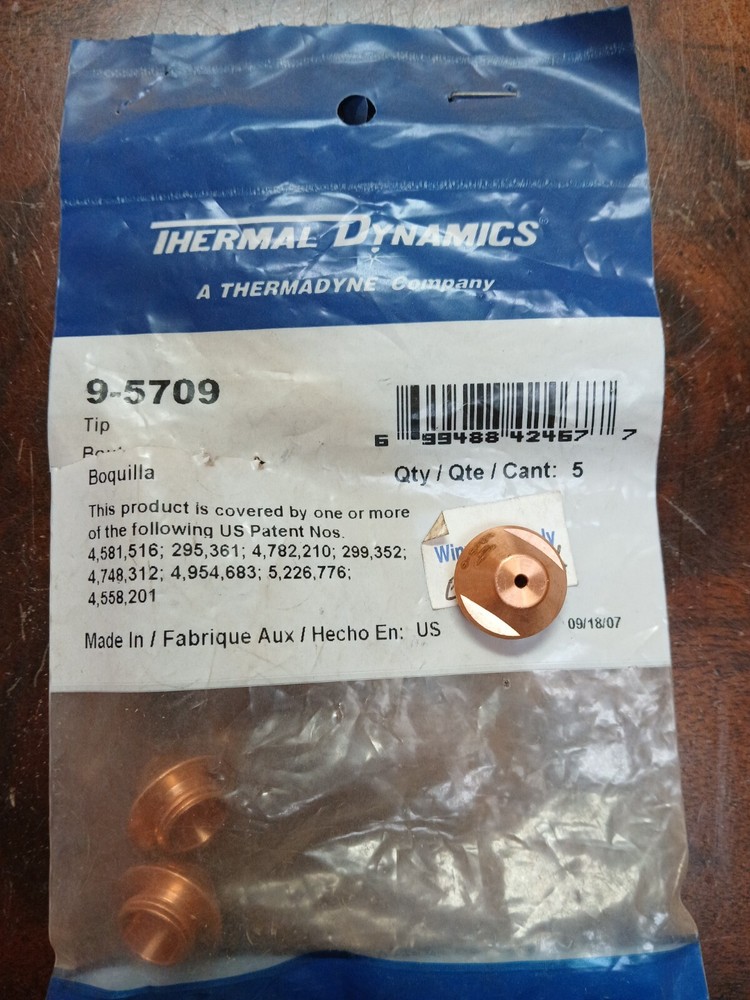 THERMAL DYNAMICS®
A THERMADYNE Company
9-5709
Tip
Boquilla
6 99488 42467 7
Qty / Qte / Cant: 5
This product is covered by one or more
of the following US Patent Nos.
4,581,516; 295,361; 4,782,210; 299,352;
4,748,312; 4,954,683; 5,226,776;
4,558,201
Made In / Fabrique Aux / Hecho En: US
09/18/07